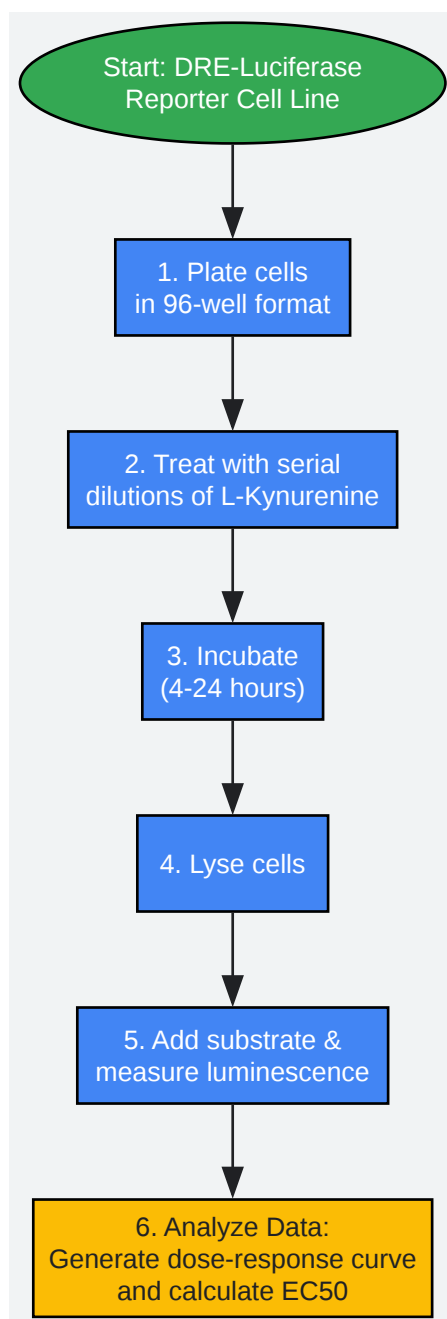 Start: DRE-Luciferase
Reporter Cell Line
1. Plate cells
in 96-well format
2. Treat with serial
dilutions of L-Kynurenine
3. Incubate
(4-24 hours)
4. Lyse cells
5. Add substrate &
measure luminescence
6. Analyze Data:
Generate dose-response curve
and calculate EC50